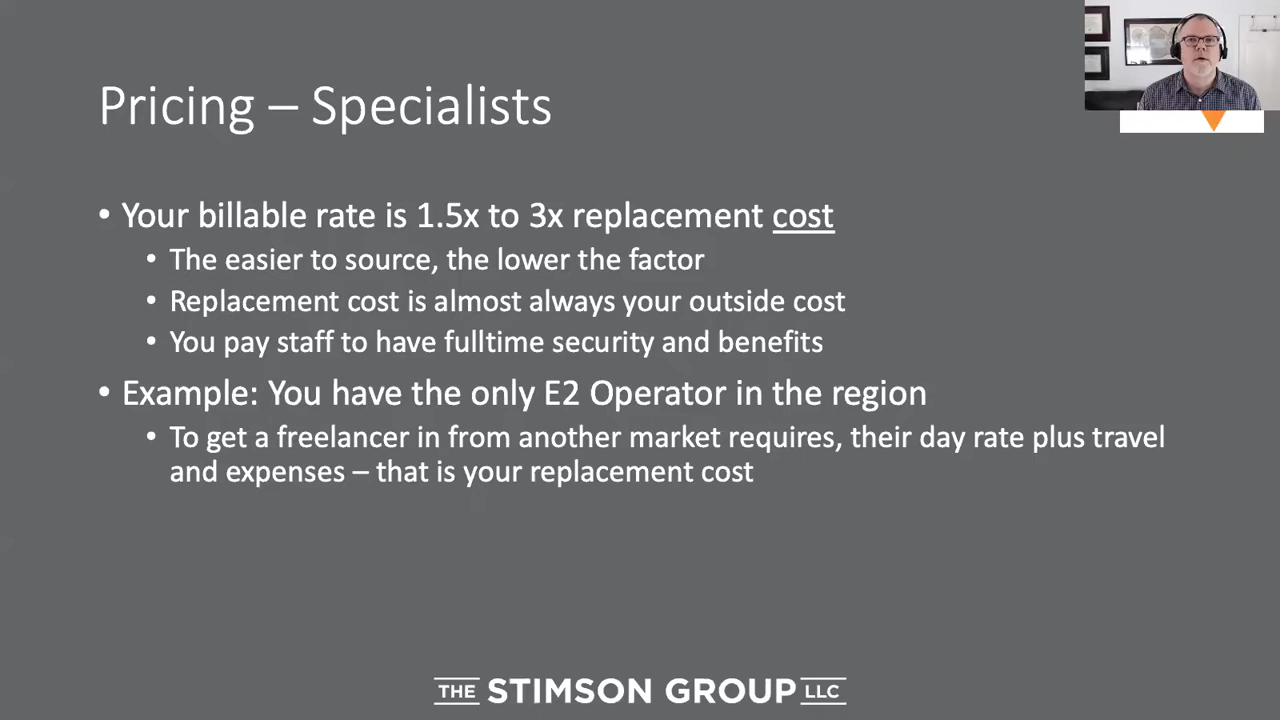 Pricing – Specialists
• Your billable rate is 1.5x to 3x replacement cost
• The easier to source, the lower the factor
• Replacement cost is almost always your outside cost
• You pay staff to have fulltime security and benefits
• Example: You have the only E2 Operator in the region
• To get a freelancer in from another market requires, their day rate plus travel
and expenses – that is your replacement cost
THE STIMSON GROUP LLC